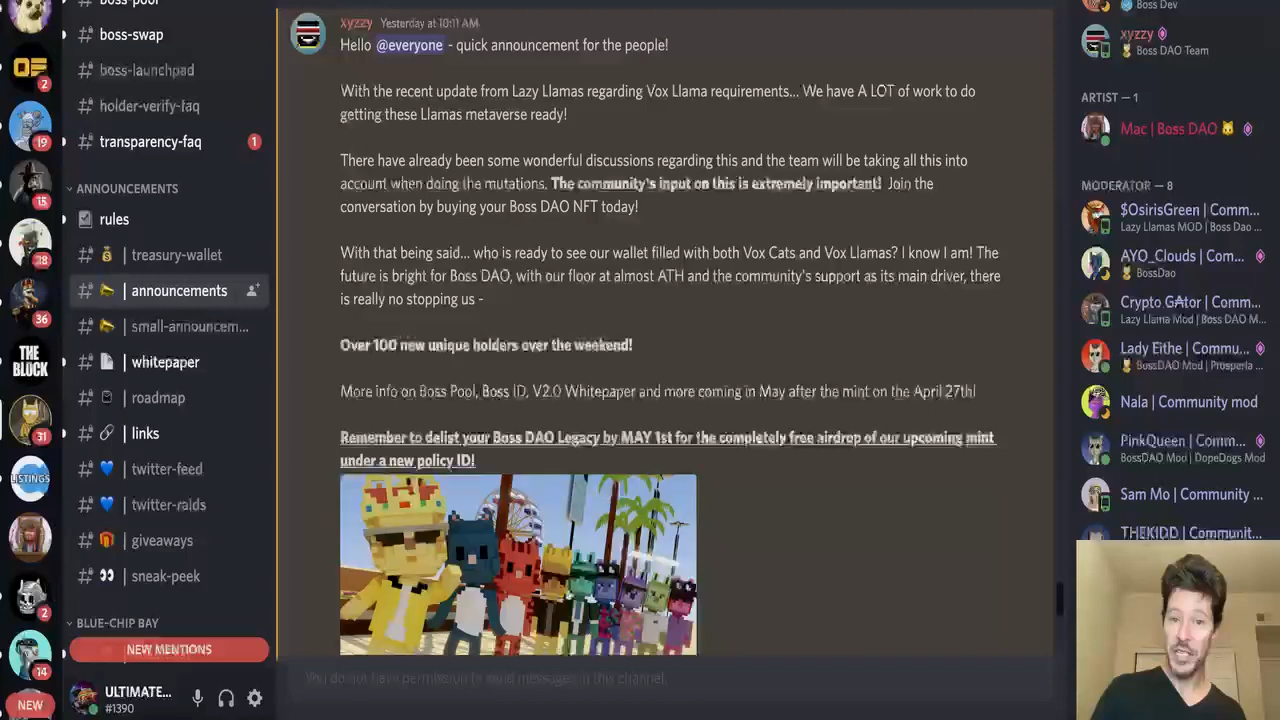 boss-pool
boss-swap
boss-launchpad
holder-verify-faq
transparency-faq 1
ANNOUNCEMENTS
rules
# | treasury-wallet
# | announcements
# | small-announcem...
# | whitepaper
# | roadmap
# | links
# | twitter-feed
# | twitter-raids
# | giveaways
# | sneak-peek
BLUE-CHIP BAY
NEW MENTIONS
ULTIMATE...
#1390
2
19
15
38
36
THE
BLOCK
31
LISTINGS
2
14
NEW
xyzzy Yesterday at 10:11 AM
Hello @everyone - quick announcement for the people!
With the recent update from Lazy Llamas regarding Vox Llama requirements... We have A LOT of work to do
getting these Llamas metaverse ready!
There have already been some wonderful discussions regarding this and the team will be taking all this into
account when doing the mutations. The community's input on this is extremely important! Join the
conversation by buying your Boss DAO NFT today!
With that being said... who is ready to see our wallet filled with both Vox Cats and Vox Llamas? I know I am! The
future is bright for Boss DAO, with our floor at almost ATH and the community's support as its main driver, there
is really no stopping us -
Over 100 new unique holders over the weekend!
More info on Boss Pool, Boss ID, V2.0 Whitepaper and more coming in May after the mint on the April 27th!
Remember to delist your Boss DAO Legacy by MAY 1st for the completely free airdrop of our upcoming mint
under a new policy ID!
You do not have permission to send messages in this channel.
Boss Dev
xyzzy
Boss DAO Team
ARTIST — 1
Mac | Boss DAO
MODERATOR — 8
$OsirisGreen | Comm...
Lazy Llamas MOD | Boss Dao ...
AYO_Clouds | Com...
BossDao
Crypto G₳tor | Comm...
Lazy Llama Mod | Boss DAO M...
Lady Eithe | Commu...
BossDAO Mod | Prosperia ...
Nala | Community mod
PinkQueen | Comm...
BossDAO Mod | DopeDogs Mod
Sam Mo | Community ...
THEKIDD | Communit...